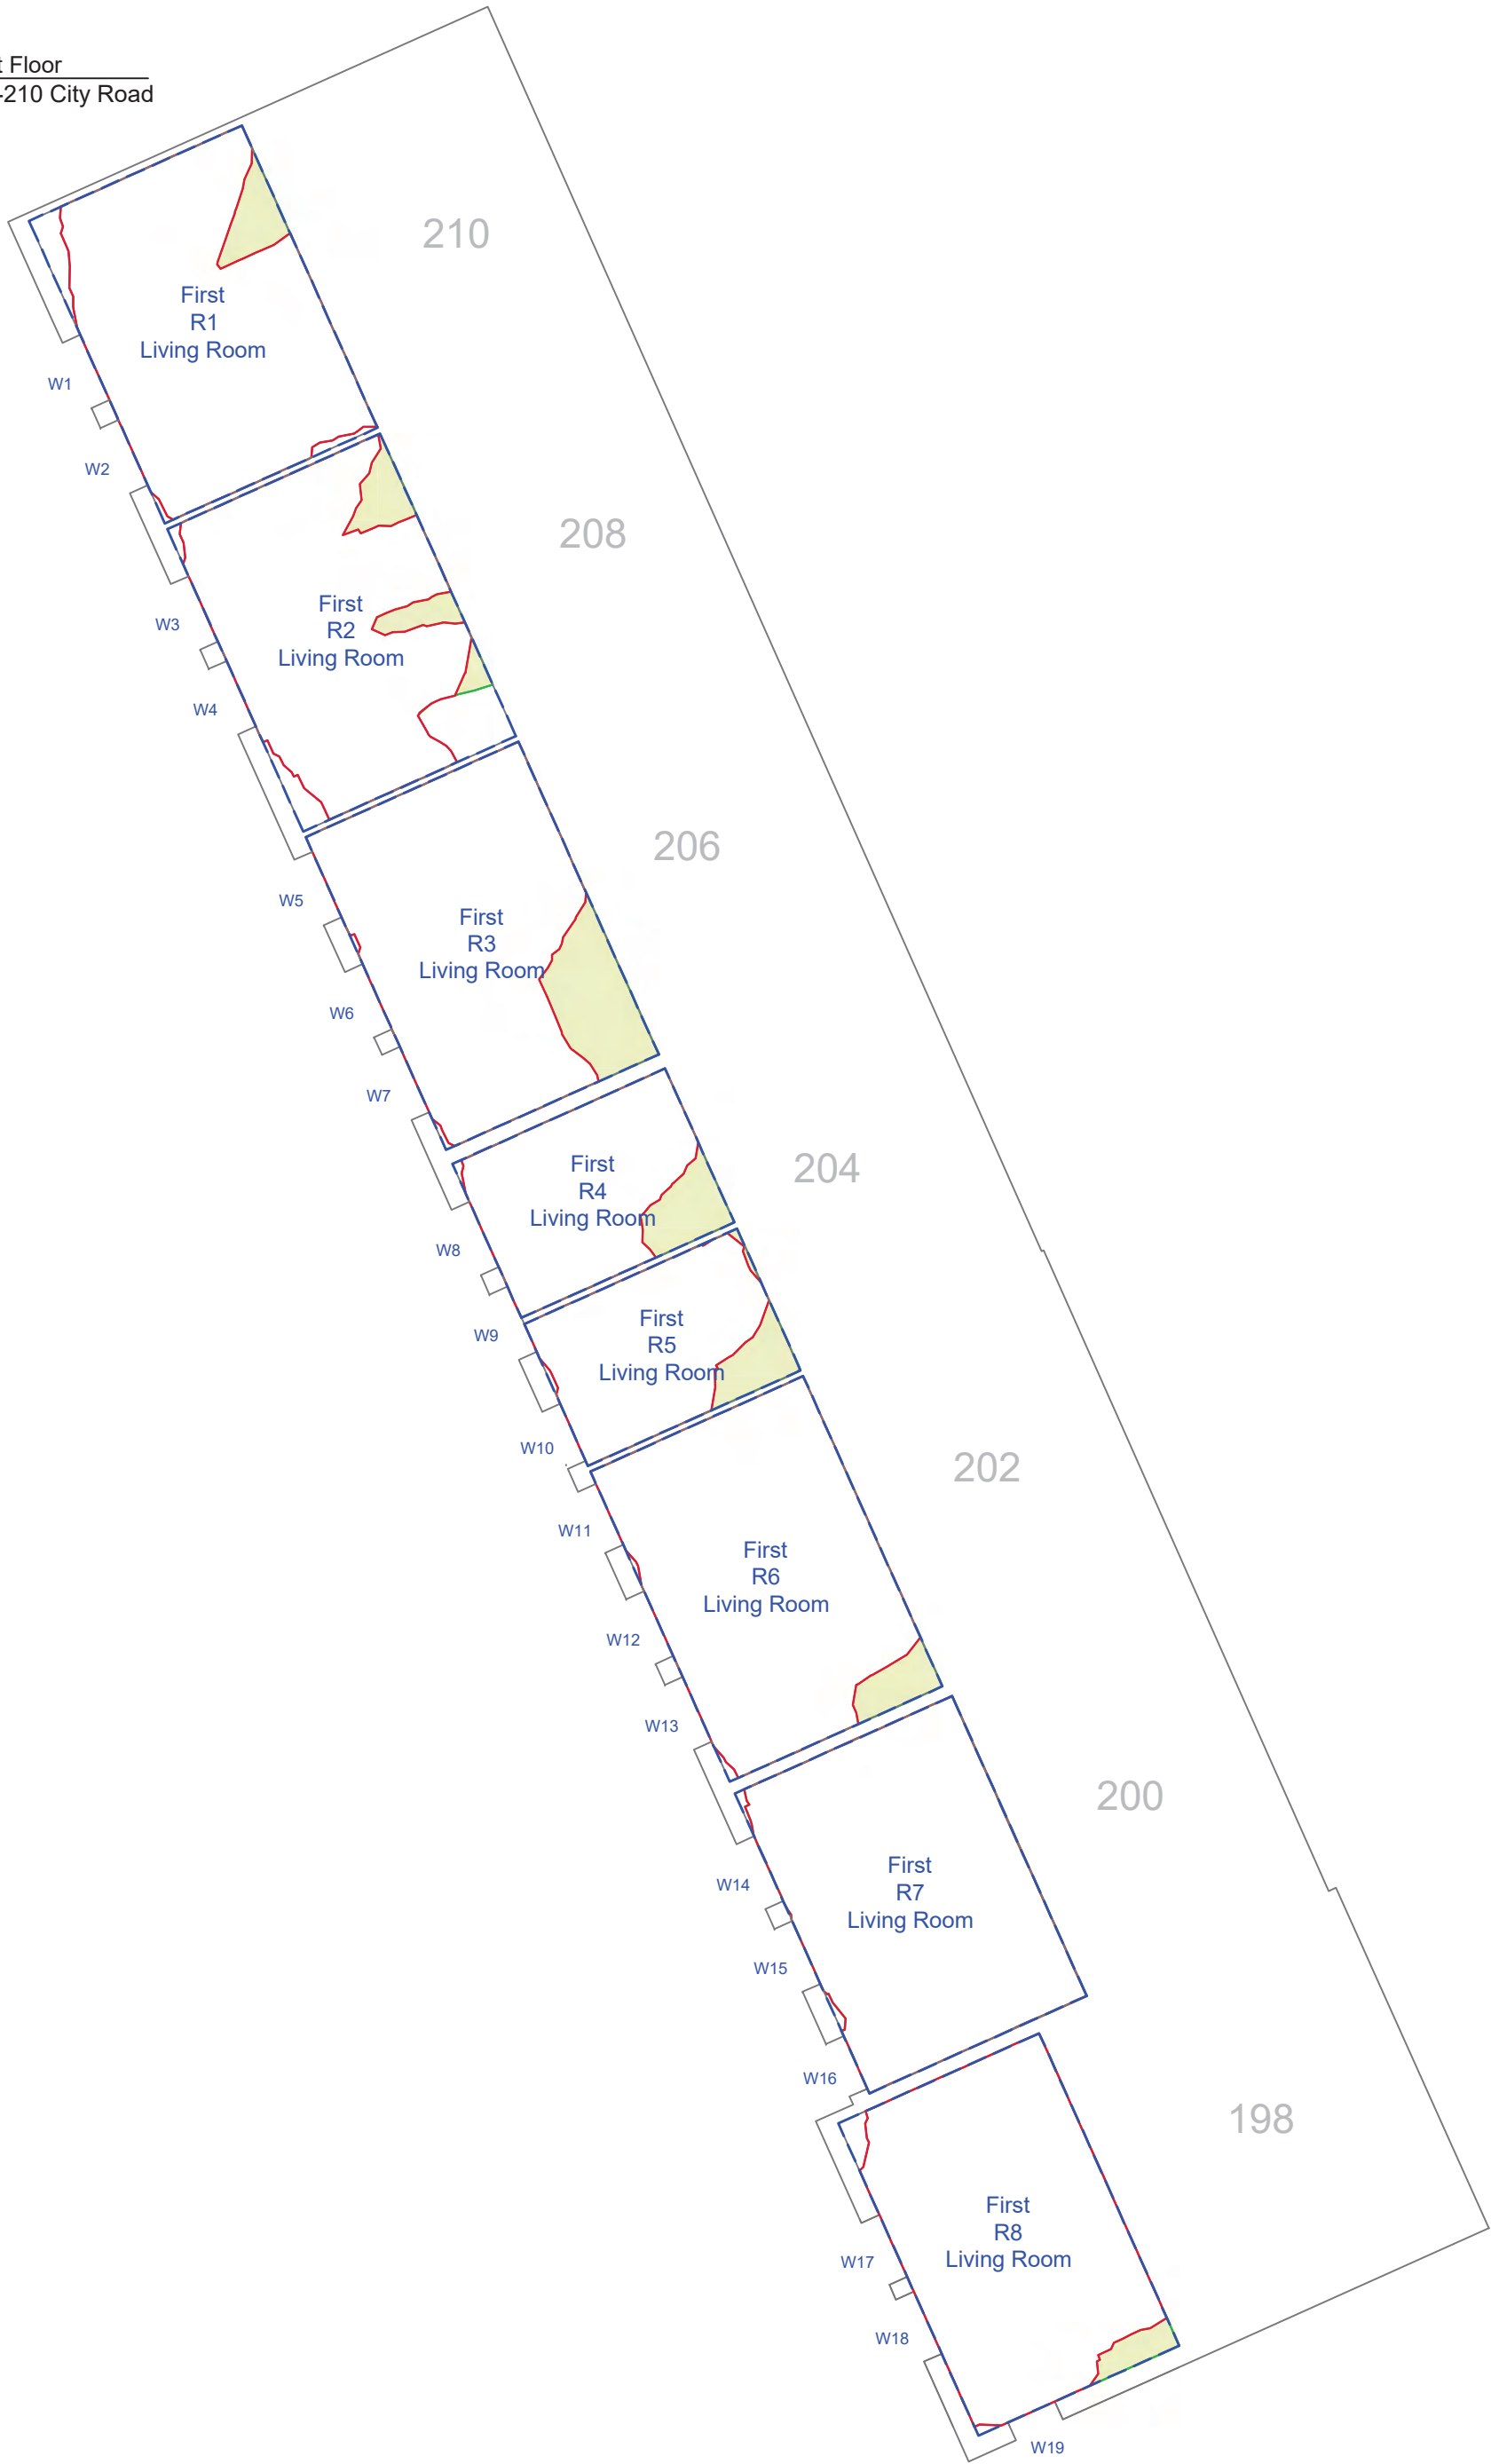 t Floor
-210 City Road
210
First
R1
Living Room
W1
W2
208
First
R2
Living Room
W3
W4
206
First
R3
Living Room
W5
W6
W7
204
First
R4
Living Room
W8
First
R5
Living Room
W9
W10
202
First
R6
Living Room
W11
W12
W13
200
First
R7
Living Room
W14
W15
W16
198
First
R8
Living Room
W17
W18
W19